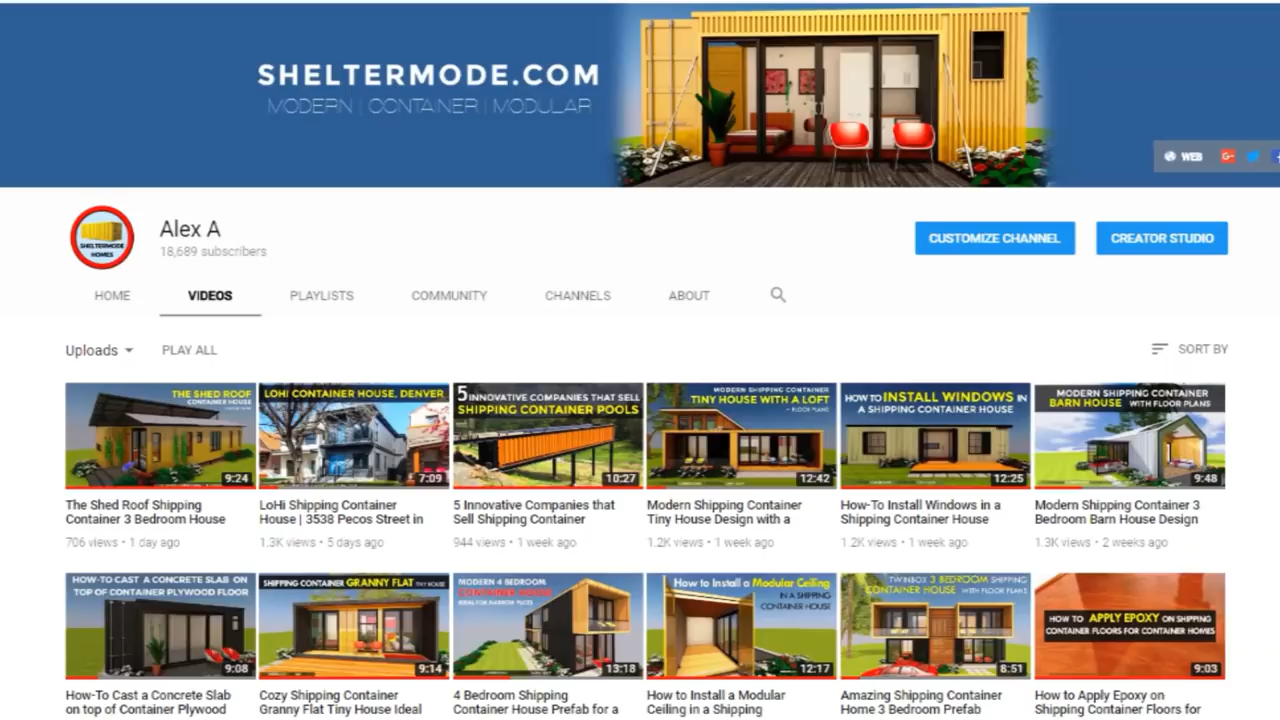 SHELTERMODE.COM
MODERN | CONTAINER | MODULAR
WEB
SHELTERMODE
HOMES
Alex A
18,689 subscribers
CUSTOMIZE CHANNEL
CREATOR STUDIO
HOME
VIDEOS
PLAYLISTS
COMMUNITY
CHANNELS
ABOUT
Uploads
PLAY ALL
SORT BY
THE SHED ROOF
CONTAINER HOUSE
9:24
The Shed Roof Shipping
Container 3 Bedroom House
706 views • 1 day ago
LOHI CONTAINER HOUSE, DENVER
7:09
LoHi Shipping Container
House | 3538 Pecos Street in
1.3K views • 5 days ago
5 INNOVATIVE COMPANIES THAT SELL
SHIPPING CONTAINER POOLS
10:27
5 Innovative Companies that
Sell Shipping Container
944 views • 1 week ago
MODERN SHIPPING CONTAINER
TINY HOUSE WITH A LOFT
+ FLOOR PLANS
12:42
Modern Shipping Container
Tiny House Design with a
1.2K views • 1 week ago
HOW TO INSTALL WINDOWS IN
A SHIPPING CONTAINER HOUSE
12:25
How-To Install Windows in a
Shipping Container House
1.2K views • 1 week ago
MODERN SHIPPING CONTAINER
BARN HOUSE WITH FLOOR PLANS
9:48
Modern Shipping Container 3
Bedroom Barn House Design
1.3K views • 2 weeks ago
HOW-TO CAST A CONCRETE SLAB ON
TOP OF CONTAINER PLYWOOD FLOOR
9:08
How-To Cast a Concrete Slab
on top of Container Plywood
SHIPPING CONTAINER GRANNY FLAT TINY HOUSE
9:14
Cozy Shipping Container
Granny Flat Tiny House Ideal
MODERN 4 BEDROOM
CONTAINER HOUSE
IDEAL FOR NARROW PLOTS
13:18
4 Bedroom Shipping
Container House Prefab for a
How to Install a Modular Ceiling
IN A SHIPPING
CONTAINER HOUSE
12:17
How to Install a Modular
Ceiling in a Shipping
TWINBOX 3 BEDROOM SHIPPING
CONTAINER HOUSE WITH FLOOR PLANS
8:51
Amazing Shipping Container
Home 3 Bedroom Prefab
HOW TO APPLY EPOXY ON SHIPPING
CONTAINER FLOORS FOR CONTAINER HOMES
9:03
How to Apply Epoxy on
Shipping Container Floors for